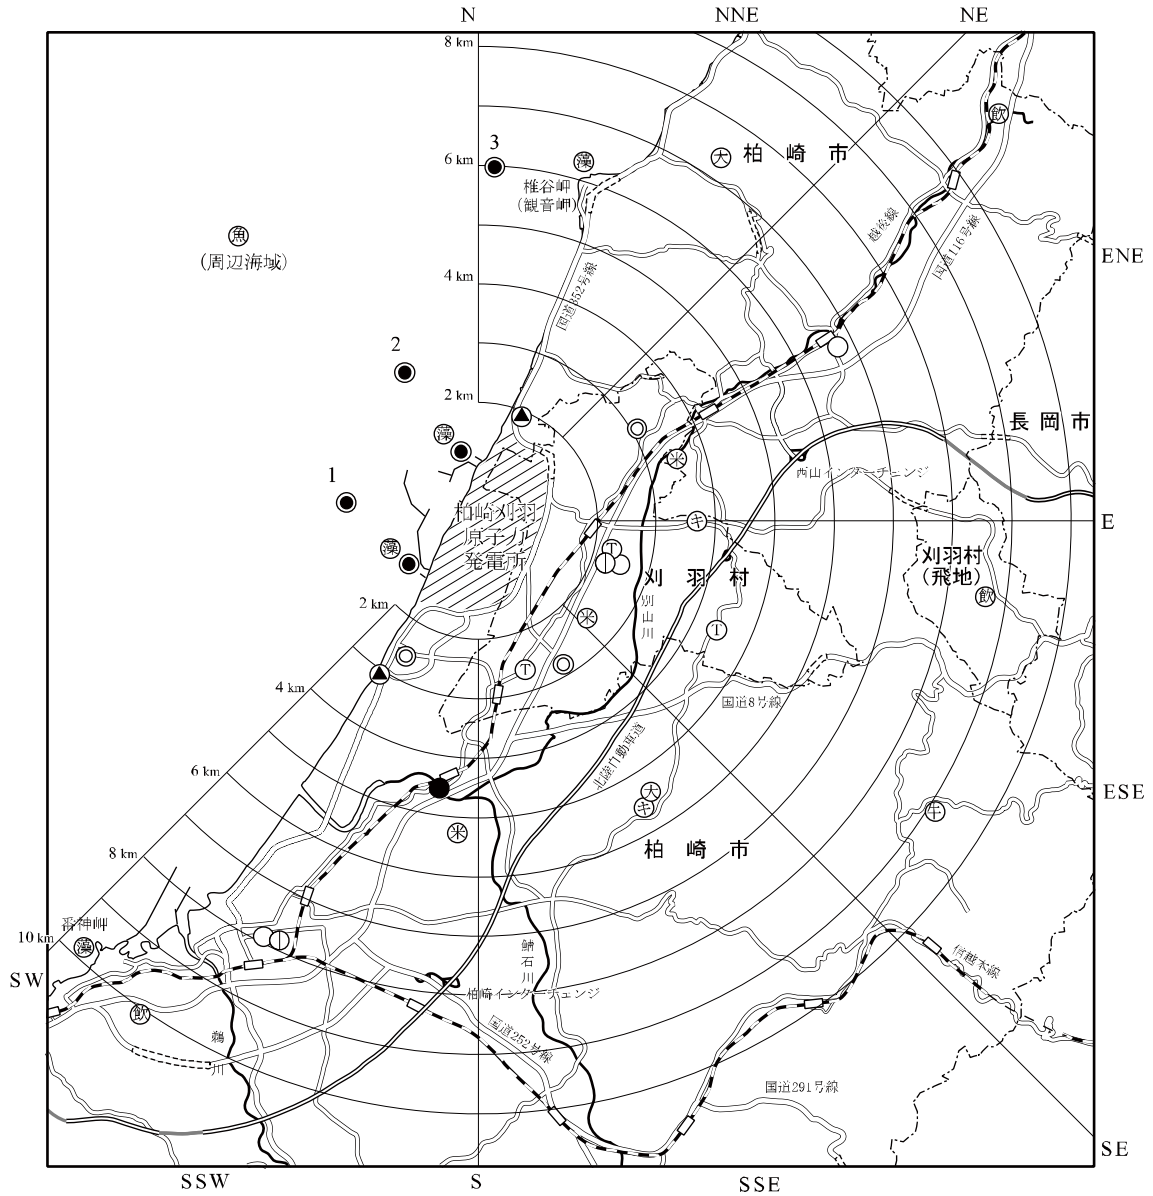 N
NNE
NE
8 km
飲
3
6 km
藻
大
柏崎市
椎谷岬
(観音岬)
魚
(周辺海域)
越後線
国道116号線
ENE
4 km
国道352号線
2
2 km
長岡市
藻
米
西山インターチェンジ
1
柏崎刈羽
原子力
発電所
キ
E
藻
T
刈羽村
刈羽村
(飛地)
飲
2 km
別山川
米
T
T
4 km
国道8号線
北陸自動車道
6 km
大
キ
ESE
牛
米
柏崎市
8 km
番神岬
10 km
藻
鯖石川
信越本線
SW
柏崎インターチェンジ
飲
鵜川
国道252号線
国道291号線
SE
SSW
S
SSE